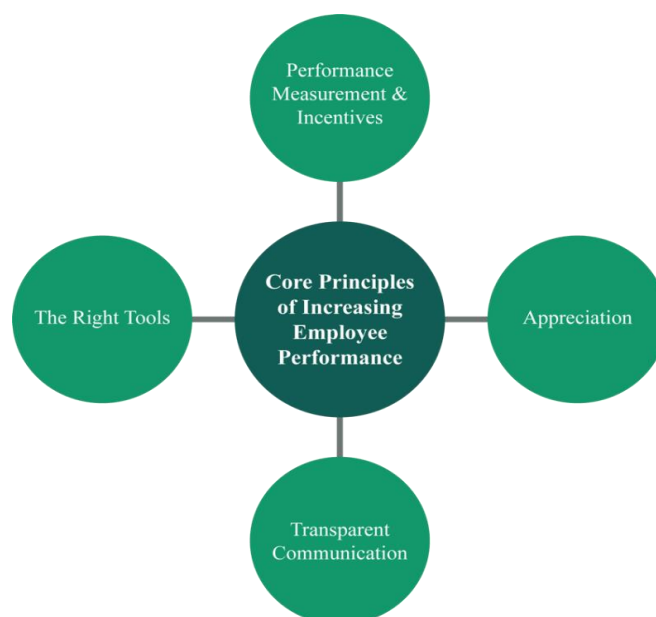 Performance
Measurement &
Incentives
The Right Tools
Core Principles
of Increasing
Employee
Performance
Appreciation
Transparent
Communication